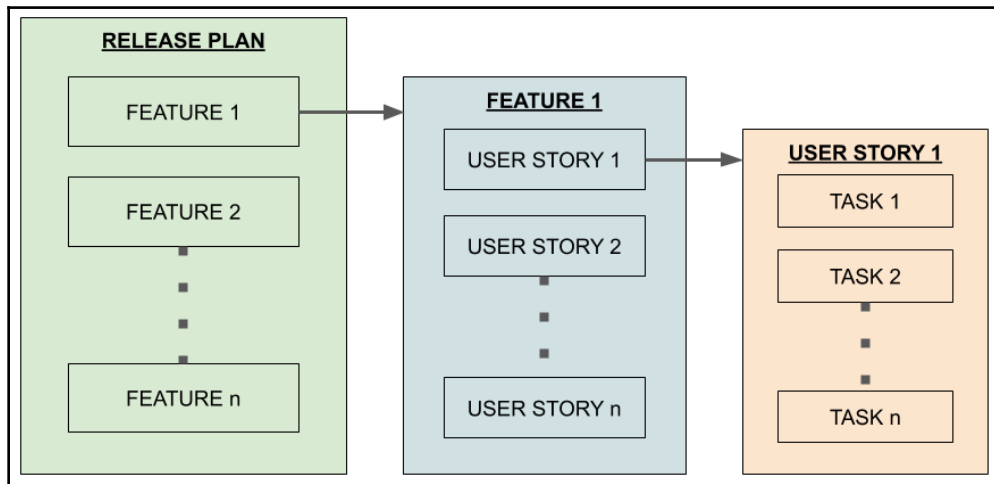 RELEASE PLAN
FEATURE 1
FEATURE 2
FEATURE n
FEATURE 1
USER STORY 1
USER STORY 2
USER STORY n
USER STORY 1
TASK 1
TASK 2
TASK n